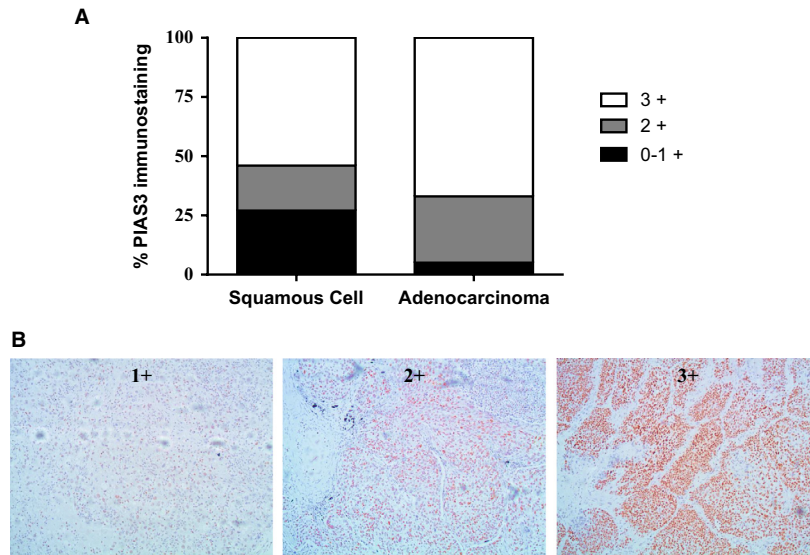 A
% PIAS3 immunostaining
100
75
50
25
0
Squamous Cell
Adenocarcinoma
3 +
2 +
0-1 +
B
1+
2+
3+